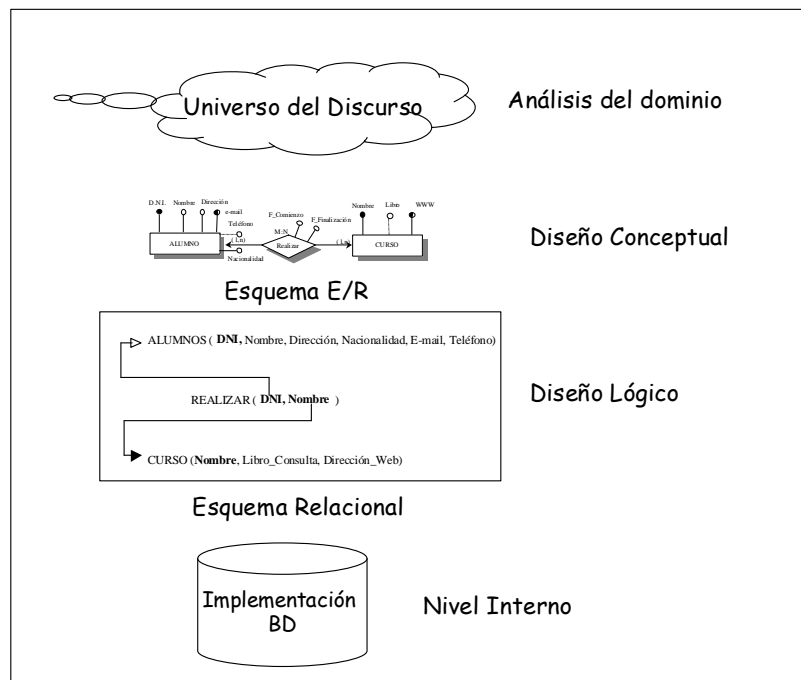 Universo del Discurso
Análisis del dominio
D.N.I. Nombre Dirección
e-mail
Teléfono
ALUMNO
(1,n)
Nacionalidad
F_Comienzo
F_Finalización
M:N
Realizar
(1,n)
Nombre Libro WWW
CURSO
Diseño Conceptual
Esquema E/R
ALUMNOS ( DNI, Nombre, Dirección, Nacionalidad, E-mail, Teléfono)
REALIZAR ( DNI, Nombre )
CURSO (Nombre, Libro_Consulta, Dirección_Web)
Diseño Lógico
Esquema Relacional
Implementación
BD
Nivel Interno